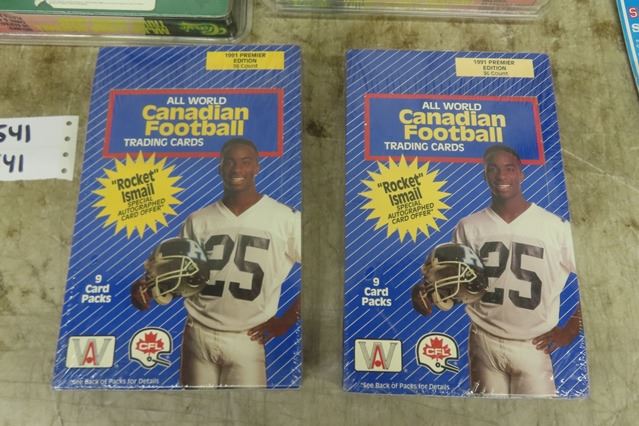 541
41
1991 PREMIER
EDITION
36 Count
ALL WORLD
Canadian
Football
TRADING CARDS
"Rocket"
Ismail
SPECIAL
AUTOGRAPHED
CARD OFFER*
25
9
Card
Packs
CFL
*See Back of Packs for Details
1991 PREMIER
EDITION
36 Count
ALL WORLD
Canadian
Football
TRADING CARDS
"Rocket"
Ismail
SPECIAL
AUTOGRAPHED
CARD OFFER*
25
9
Card
Packs
CFL
*See Back of Packs for Details